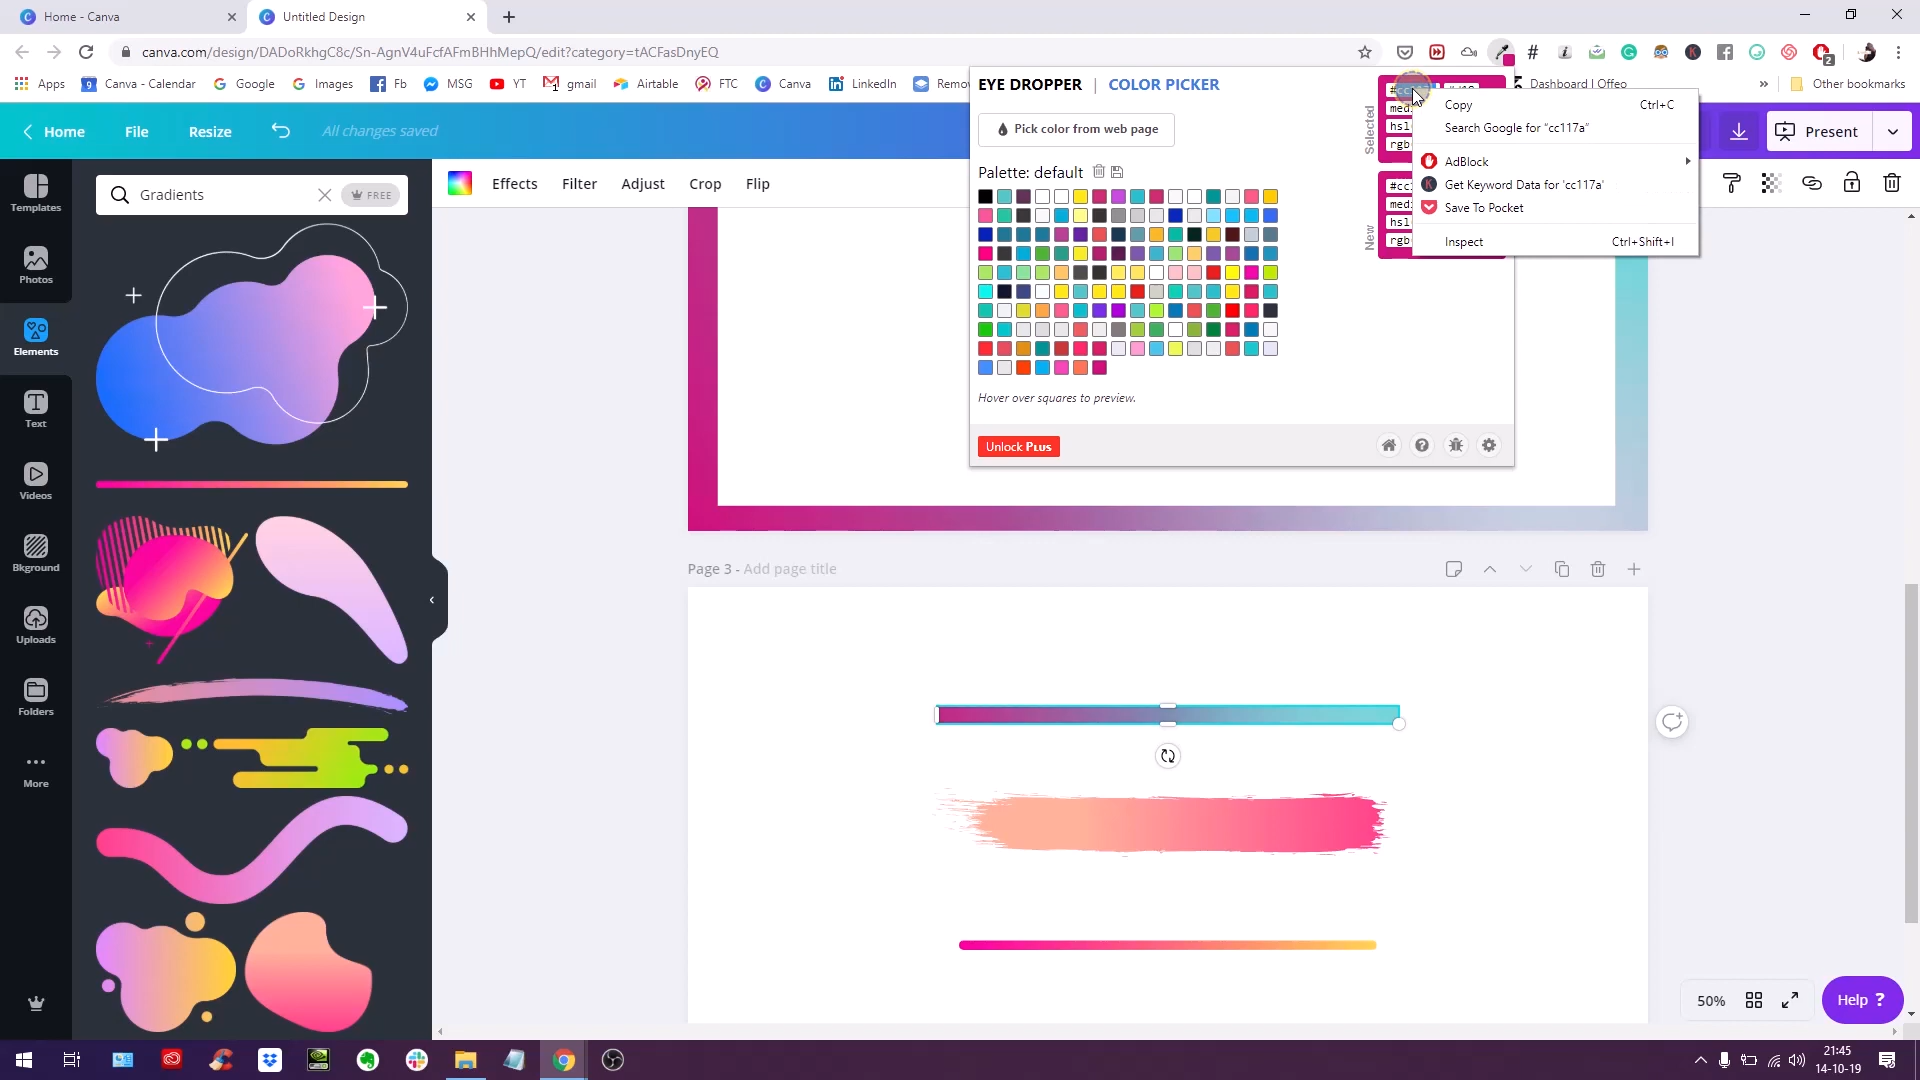 Home - Canva
Untitled Design
canva.com/design/DADoRkhgC8c/Sn-AgnV4uFcfAFmBHhMepQ/edit?category=tACFasDnyEQ
Apps
Canva - Calendar
Google
Images
Fb
MSG
YT
gmail
Airtable
FTC
Canva
LinkedIn
Dashboard | Offeo
Other bookmarks
Home
File
Resize
All changes saved
Present
EYE DROPPER | COLOR PICKER
Pick color from web page
Palette: default
Hover over squares to preview.
Unlock PLUS
Selected
New
Copy Ctrl+C
Search Google for "cc117a"
AdBlock
Get Keyword Data for 'cc117a'
Save To Pocket
Inspect Ctrl+Shift+I
Effects
Filter
Adjust
Crop
Flip
Gradients
FREE
Templates
Photos
Elements
Text
Videos
Bkground
Uploads
Folders
More
Page 3 - Add page title
50%
Help ?
21:45
14-10-19